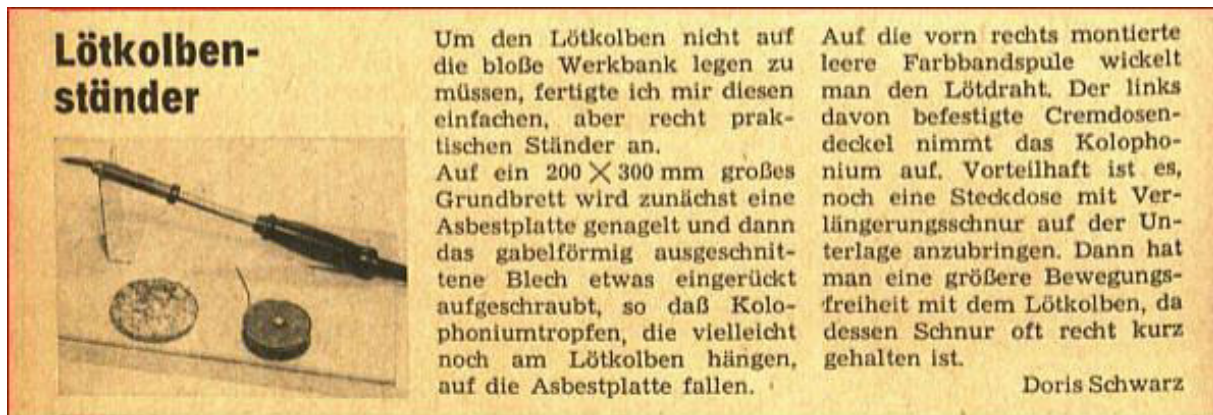 Lötkolben-
ständer
Um den Lötkolben nicht auf
die bloße Werkbank legen zu
müssen, fertigte ich mir diesen
einfachen, aber recht prak-
tischen Ständer an.
Auf ein 200 × 300 mm großes
Grundbrett wird zunächst eine
Asbestplatte genagelt und dann
das gabelförmig ausgeschnit-
tene Blech etwas eingerückt
aufgeschraubt, so daß Kolo-
phoniumtropfen, die vielleicht
noch am Lötkolben hängen,
auf die Asbestplatte fallen.
Auf die vorn rechts montierte
leere Farbbandspule wickelt
man den Lötdraht. Der links
davon befestigte Cremdosen-
deckel nimmt das Kolopho-
nium auf. Vorteilhaft ist es,
noch eine Steckdose mit Ver-
längerungsschnur auf der Un-
terlage anzubringen. Dann hat
man eine größere Bewegungs-
freiheit mit dem Lötkolben, da
dessen Schnur oft recht kurz
gehalten ist.
Doris Schwarz